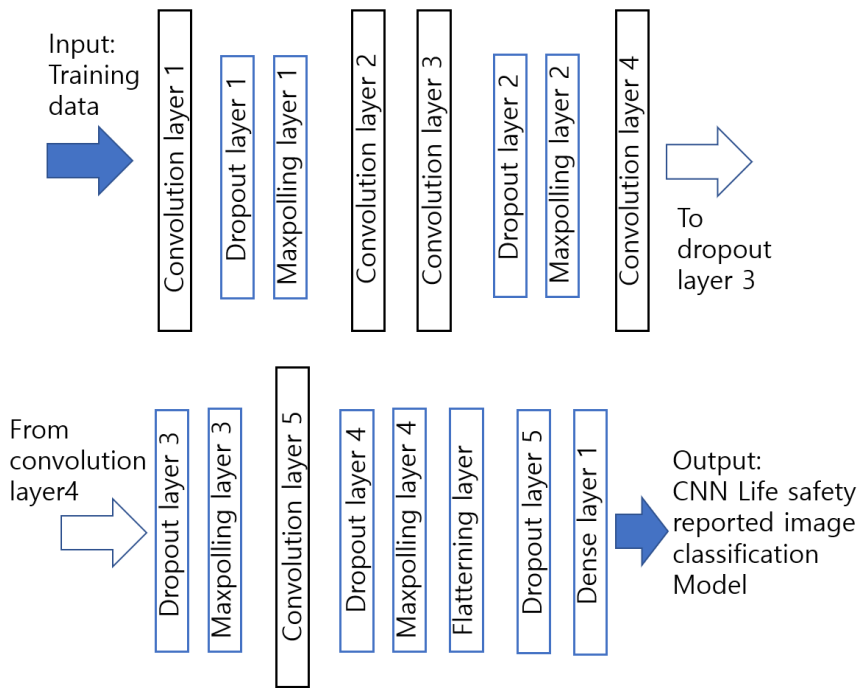 Input:
Training
data
Convolution layer 1
Dropout layer 1
Maxpolling layer 1
Convolution layer 2
Convolution layer 3
Dropout layer 2
Maxpolling layer 2
Convolution layer 4
To
dropout
layer 3
From
convolution
layer4
Dropout layer 3
Maxpolling layer 3
Convolution layer 5
Dropout layer 4
Maxpolling layer 4
Flatterning layer
Dropout layer 5
Dense layer 1
Output:
CNN Life safety
reported image
classification
Model